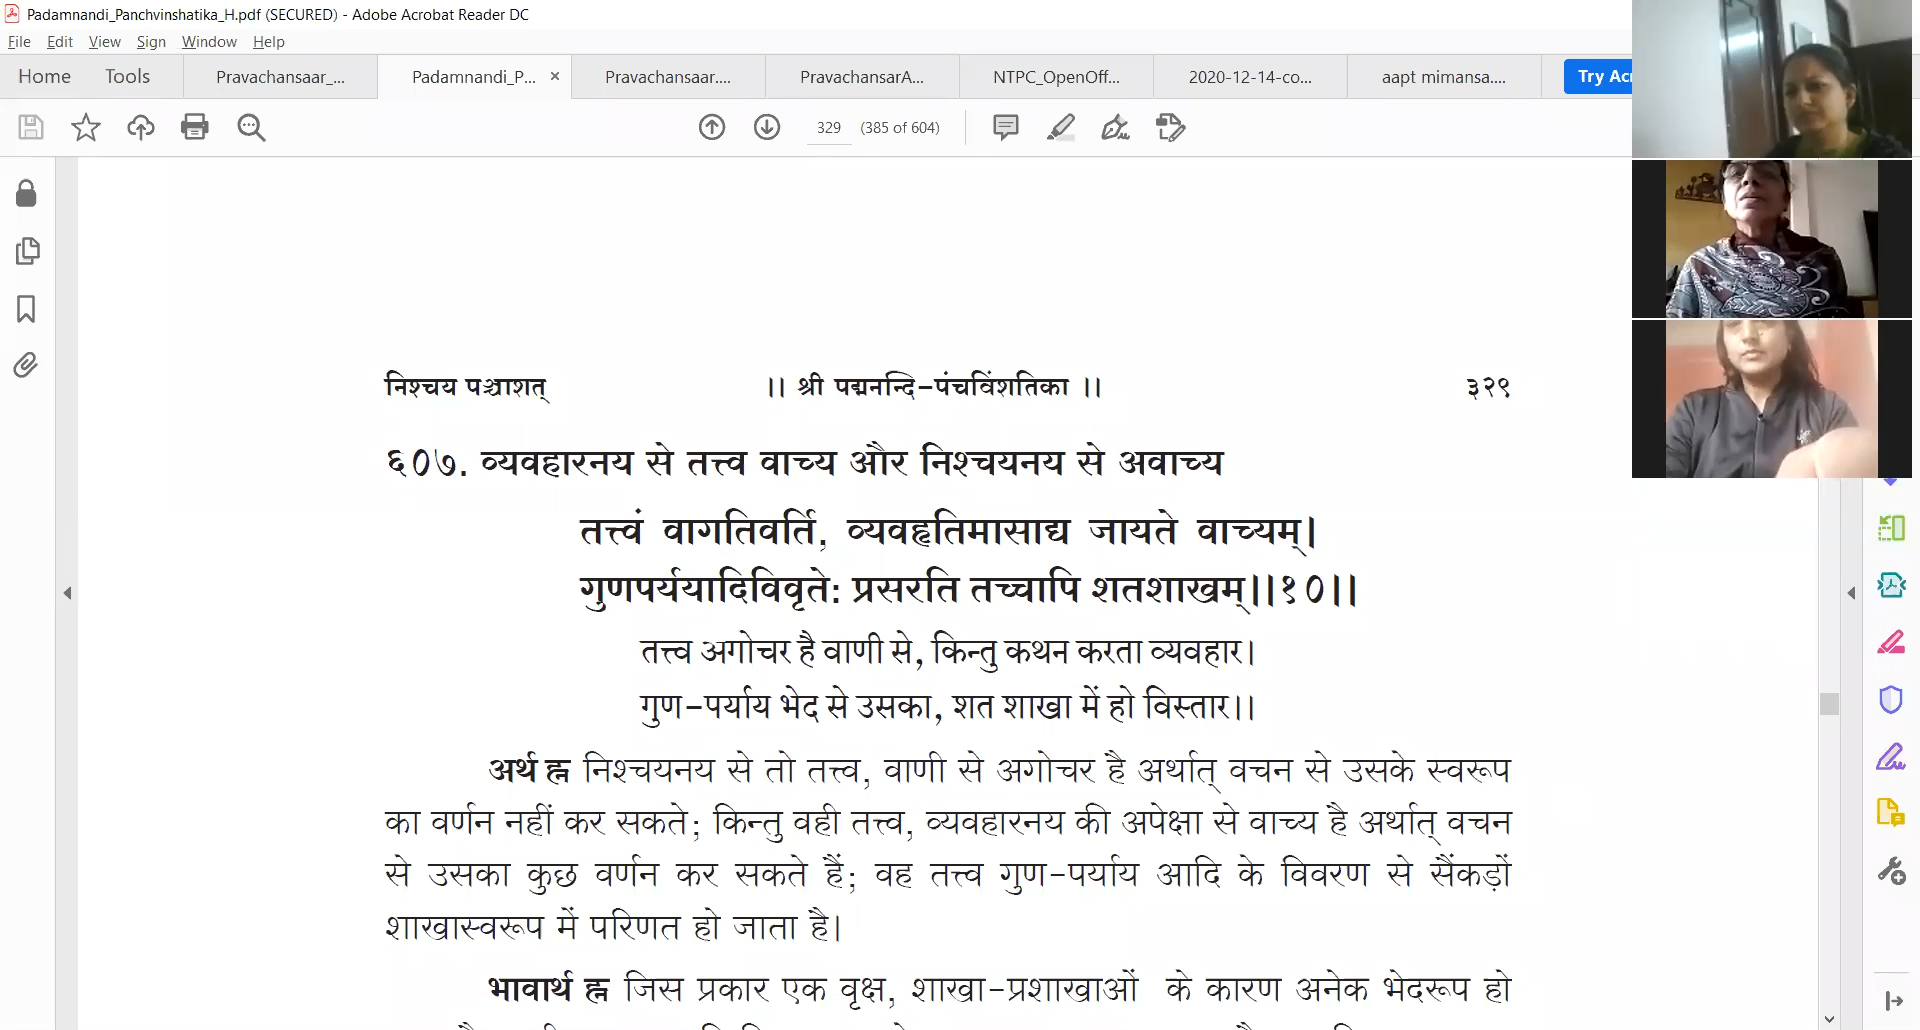 Padamnandi_Panchvinshatika_H.pdf (SECURED) - Adobe Acrobat Reader DC
File Edit View Sign Window Help
Home Tools Pravachansaar_... Padamnandi_P... × Pravachansaar.... PravachansarA... NTPC_OpenOff... 2020-12-14-co... aapt mimansa.... Try Acr
329 (385 of 604)
निश्चय पञ्चाशत् ।। श्री पद्मनन्दि-पंचविंशतिका ।। ३२९
६०७. व्यवहारनय से तत्त्व वाच्य और निश्चयनय से अवाच्य
तत्त्वं वागतिवर्ति, व्यवहृतिमासाद्य जायते वाच्यम्।
गुणपर्ययादिविवृतेः प्रसरति तच्चापि शतशाखम्।।१०।।
तत्त्व अगोचर है वाणी से, किन्तु कथन करता व्यवहार।
गुण-पर्याय भेद से उसका, शत शाखा में हो विस्तार।।
अर्थ ह्न निश्चयनय से तो तत्त्व, वाणी से अगोचर है अर्थात् वचन से उसके स्वरूप
का वर्णन नहीं कर सकते; किन्तु वही तत्त्व, व्यवहारनय की अपेक्षा से वाच्य है अर्थात् वचन
से उसका कुछ वर्णन कर सकते हैं; वह तत्त्व गुण-पर्याय आदि के विवरण से सैंकड़ों
शाखास्वरूप में परिणत हो जाता है।
भावार्थ ह्न जिस प्रकार एक वृक्ष, शाखा-प्रशाखाओं के कारण अनेक भेदरूप हो